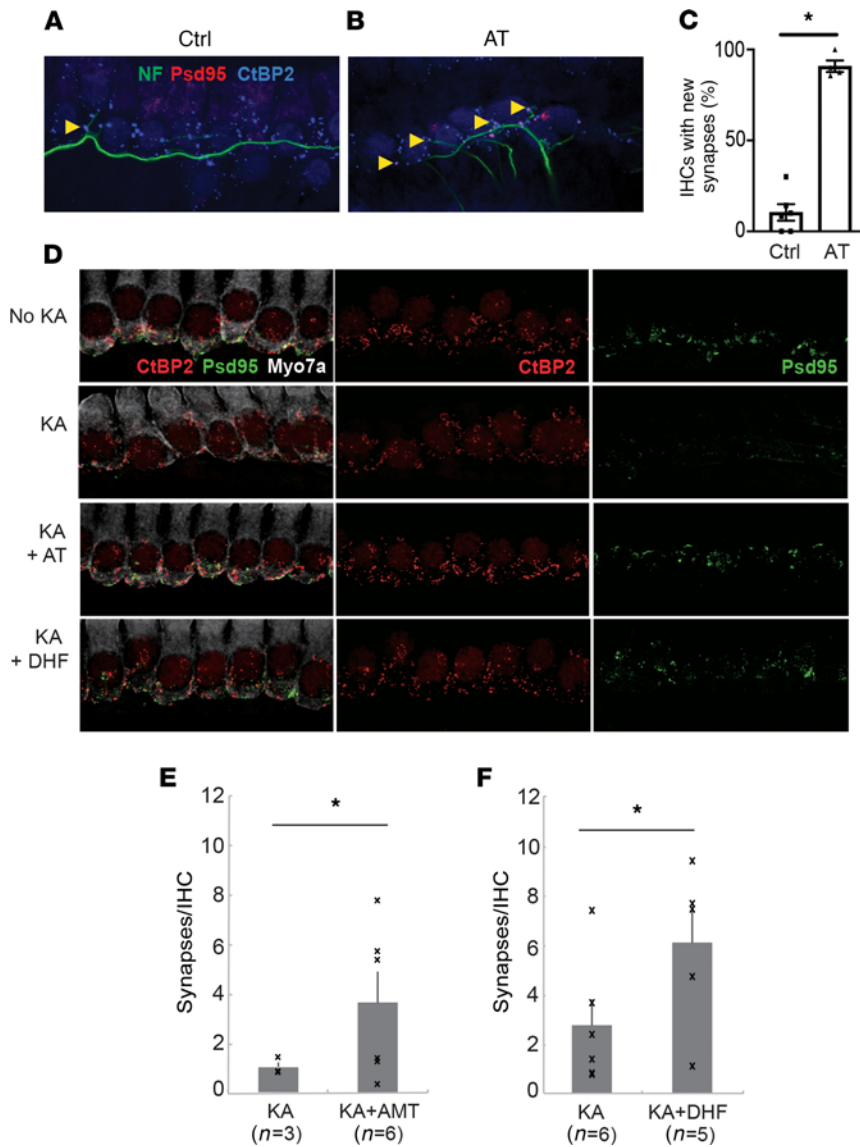 A
Ctrl
NF Psd95 CtBP2
B
AT
C
*
100
50
0
IHCs with new
synapses (%)
Ctrl
AT
D
No KA
CtBP2 Psd95 Myo7a
CtBP2
Psd95
KA
KA
+ AT
KA
+ DHF
E
*
12
10
8
6
4
2
0
Synapses/IHC
KA
(n=3)
KA+AMT
(n=6)
F
*
12
10
8
6
4
2
0
Synapses/IHC
KA
(n=6)
KA+DHF
(n=5)